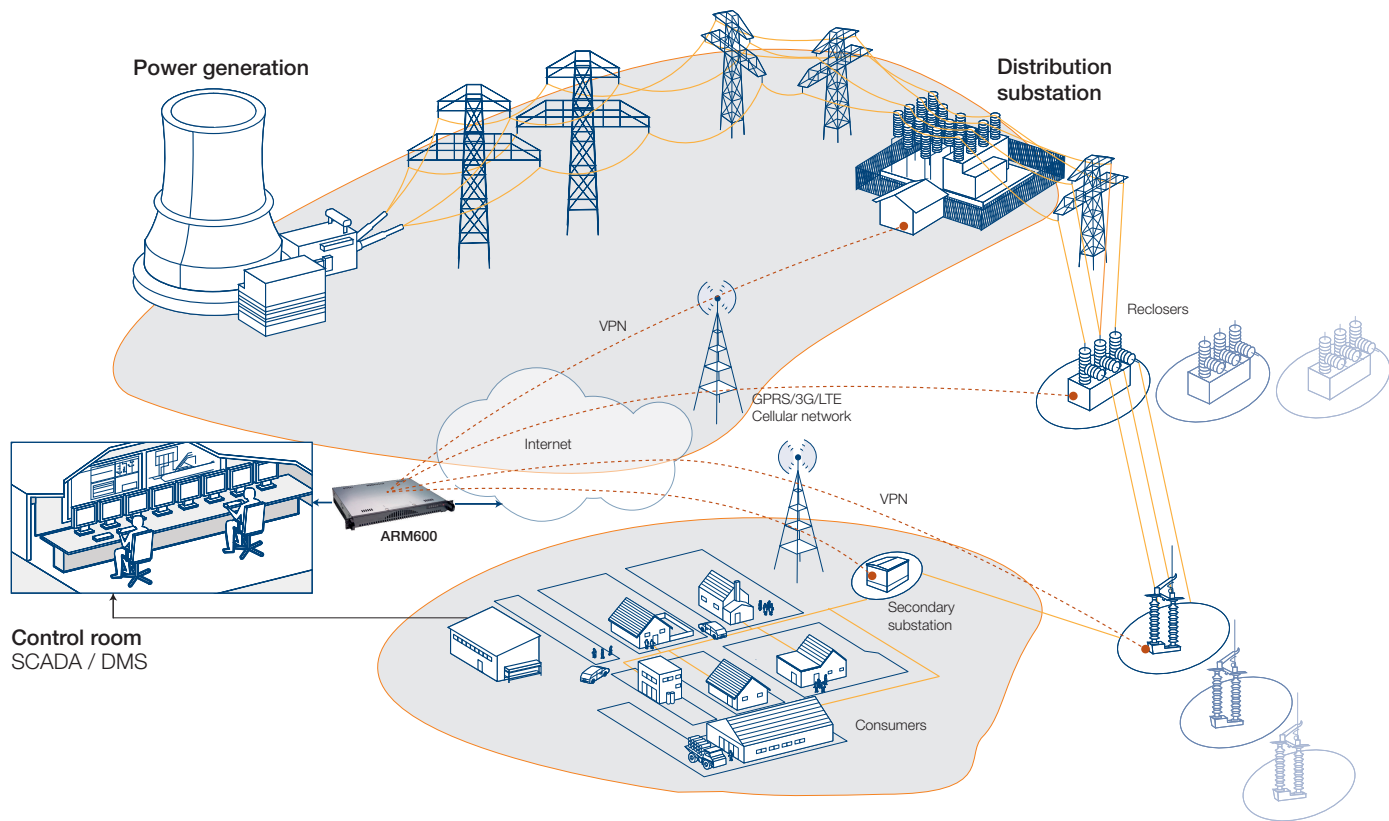 Power generation
Distribution
substation
Reclosers
VPN
GPRS/3G/LTE
Cellular network
Internet
VPN
ARM600
Secondary
substation
Control room
SCADA / DMS
Consumers